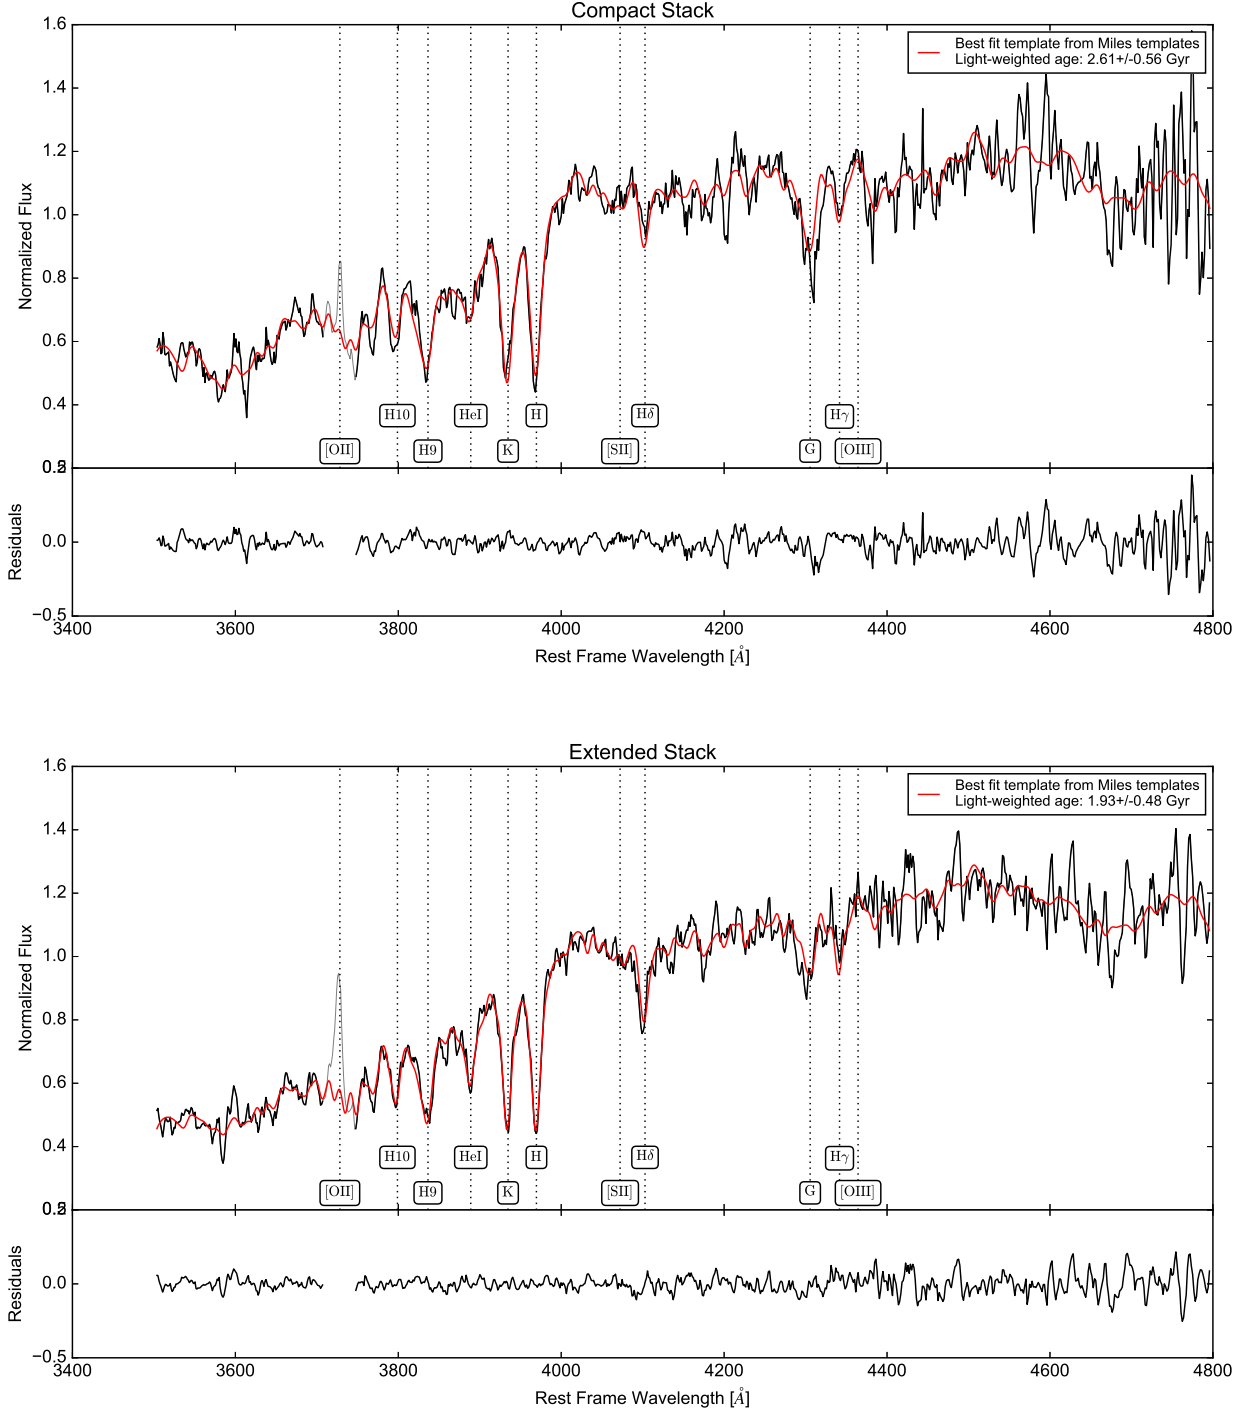 Compact Stack
1.6
1.4
1.2
1.0
0.8
0.6
0.4
0.2
Normalized Flux
Best fit template from Miles templates
Light-weighted age: 2.61+/-0.56 Gyr
H10 HeI H Hδ Hγ
[OII] H9 K [SII] G [OIII]
0.5
0.0
−0.5
Residuals
3400 3600 3800 4000 4200 4400 4600 4800
Rest Frame Wavelength [Å]
Extended Stack
1.6
1.4
1.2
1.0
0.8
0.6
0.4
0.2
Normalized Flux
Best fit template from Miles templates
Light-weighted age: 1.93+/-0.48 Gyr
H10 HeI H Hδ Hγ
[OII] H9 K [SII] G [OIII]
0.5
0.0
−0.5
Residuals
3400 3600 3800 4000 4200 4400 4600 4800
Rest Frame Wavelength [Å]